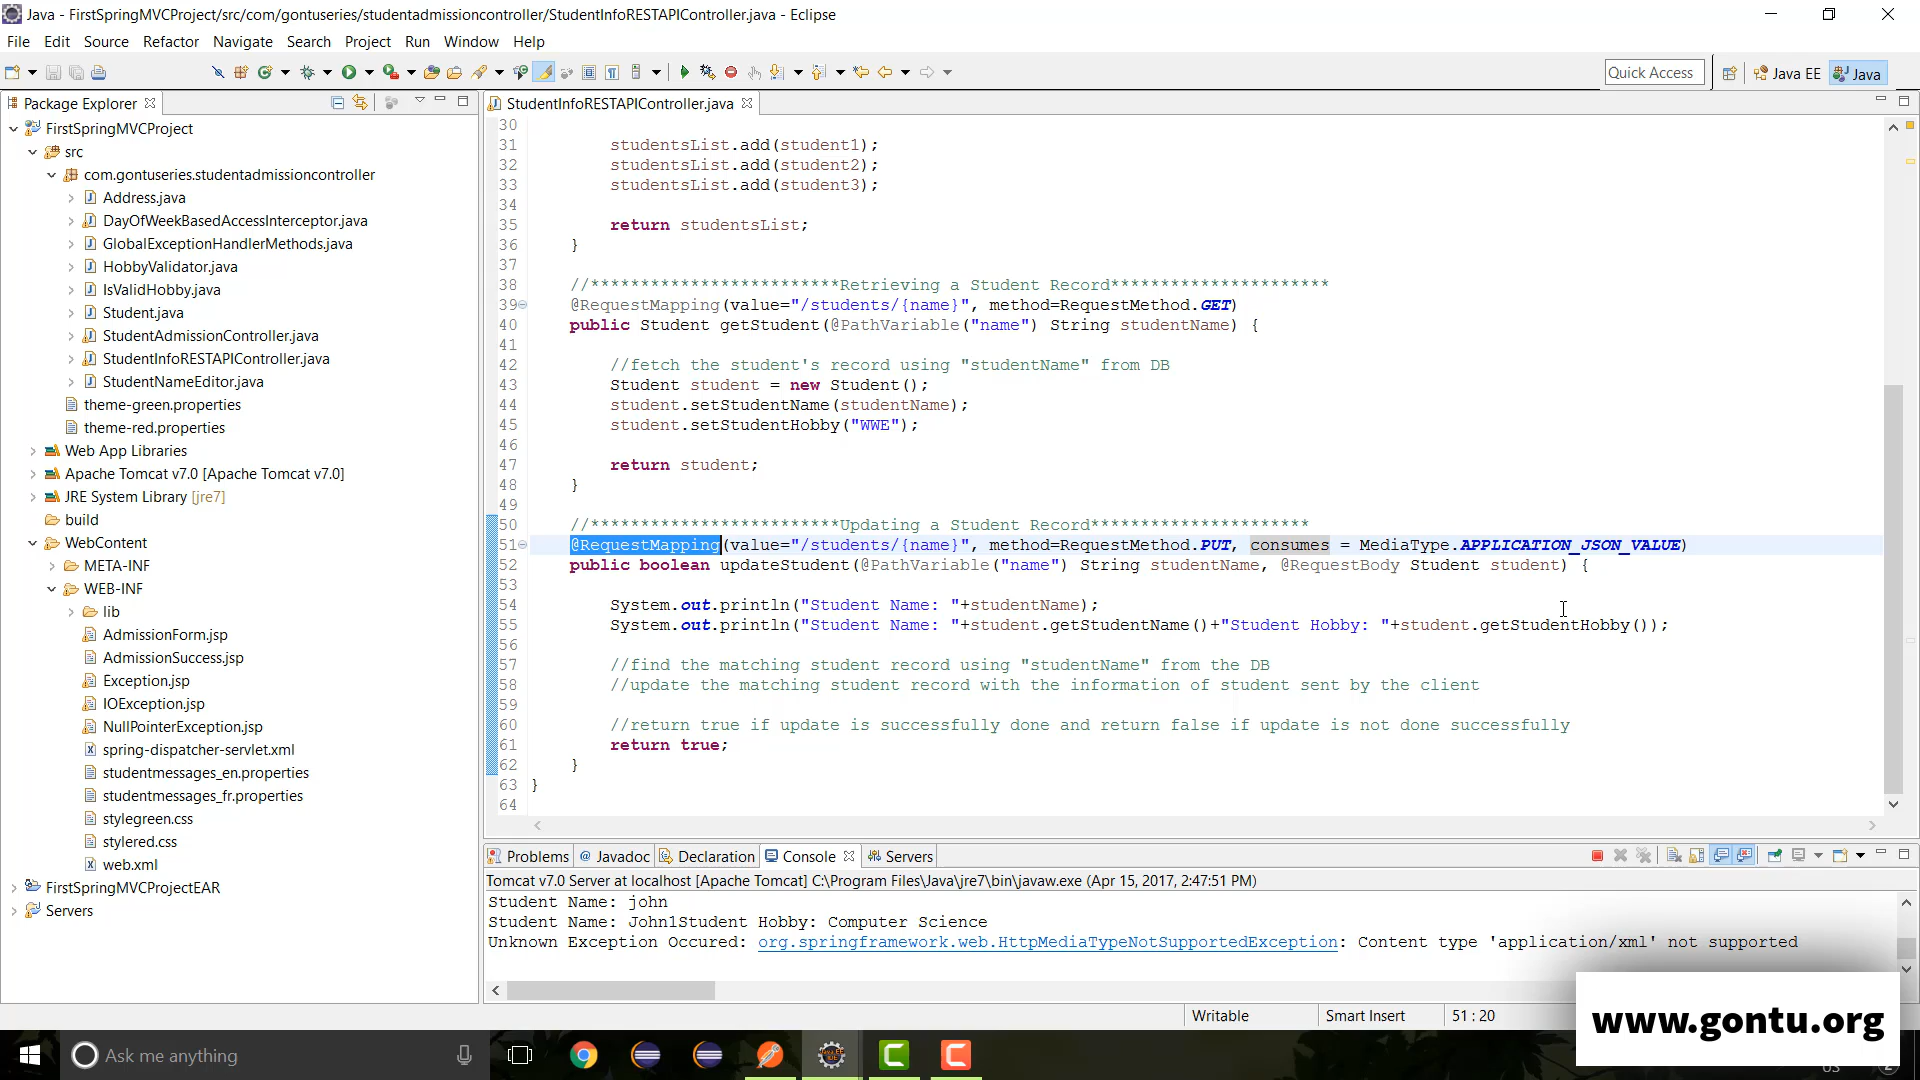 Java - FirstSpringMVCProject/src/com/gontuseries/studentadmissioncontroller/StudentInfoRESTAPIController.java - Eclipse
File Edit Source Refactor Navigate Search Project Run Window Help
Quick Access
Java EE
Java
Package Explorer
StudentInfoRESTAPIController.java
FirstSpringMVCProject
src
com.gontuseries.studentadmissioncontroller
Address.java
DayOfWeekBasedAccessInterceptor.java
GlobalExceptionHandlerMethods.java
HobbyValidator.java
IsValidHobby.java
Student.java
StudentAdmissionController.java
StudentInfoRESTAPIController.java
StudentNameEditor.java
theme-green.properties
theme-red.properties
Web App Libraries
Apache Tomcat v7.0 [Apache Tomcat v7.0]
JRE System Library [jre7]
build
WebContent
META-INF
WEB-INF
lib
AdmissionForm.jsp
AdmissionSuccess.jsp
Exception.jsp
IOException.jsp
NullPointerException.jsp
spring-dispatcher-servlet.xml
studentmessages_en.properties
studentmessages_fr.properties
stylegreen.css
stylered.css
web.xml
FirstSpringMVCProjectEAR
Servers
30
31 studentsList.add(student1);
32 studentsList.add(student2);
33 studentsList.add(student3);
34
35 return studentsList;
36 }
37
38 //*************************Retrieving a Student Record**********************
39 @RequestMapping(value="/students/{name}", method=RequestMethod.GET)
40 public Student getStudent(@PathVariable("name") String studentName) {
41
42 //fetch the student's record using "studentName" from DB
43 Student student = new Student();
44 student.setStudentName(studentName);
45 student.setStudentHobby("WWE");
46
47 return student;
48 }
49
50 //*************************Updating a Student Record**********************
51 @RequestMapping(value="/students/{name}", method=RequestMethod.PUT, consumes = MediaType.APPLICATION_JSON_VALUE)
52 public boolean updateStudent(@PathVariable("name") String studentName, @RequestBody Student student) {
53
54 System.out.println("Student Name: "+studentName);
55 System.out.println("Student Name: "+student.getStudentName()+"Student Hobby: "+student.getStudentHobby());
56
57 //find the matching student record using "studentName" from the DB
58 //update the matching student record with the information of student sent by the client
59
60 //return true if update is successfully done and return false if update is not done successfully
61 return true;
62 }
63 }
64
Problems Javadoc Declaration Console Servers
Tomcat v7.0 Server at localhost [Apache Tomcat] C:\Program Files\Java\jre7\bin\javaw.exe (Apr 15, 2017, 2:47:51 PM)
Student Name: john
Student Name: John1Student Hobby: Computer Science
Unknown Exception Occured: org.springframework.web.HttpMediaTypeNotSupportedException: Content type 'application/xml' not supported
Writable
Smart Insert
51 : 20
www.gontu.org
Ask me anything